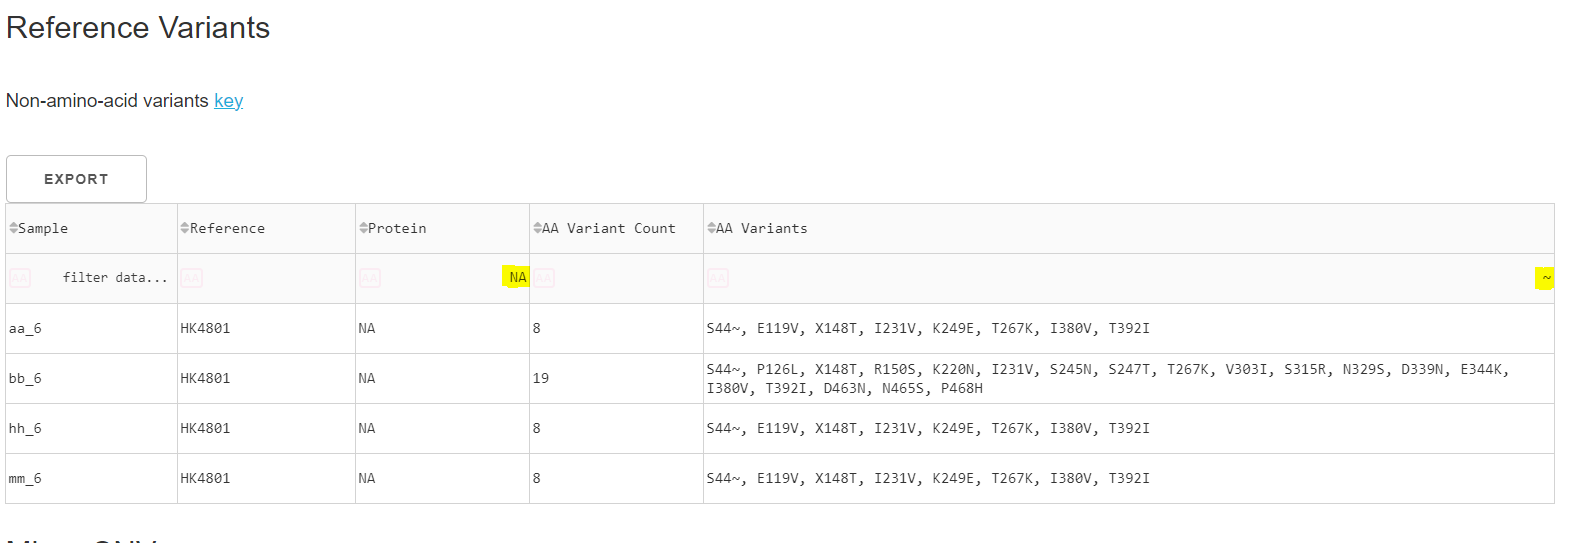 Reference Variants
Non-amino-acid variants key
EXPORT
Sample Reference Protein AA Variant Count AA Variants
AA filter data... AA AA NA AA AA ~
aa_6 HK4801 NA 8 S44~, E119V, X148T, I231V, K249E, T267K, I380V, T392I
bb_6 HK4801 NA 19 S44~, P126L, X148T, R150S, K220N, I231V, S245N, S247T, T267K, V303I, S315R, N329S, D339N, E344K,
I380V, T392I, D463N, N465S, P468H
hh_6 HK4801 NA 8 S44~, E119V, X148T, I231V, K249E, T267K, I380V, T392I
mm_6 HK4801 NA 8 S44~, E119V, X148T, I231V, K249E, T267K, I380V, T392I